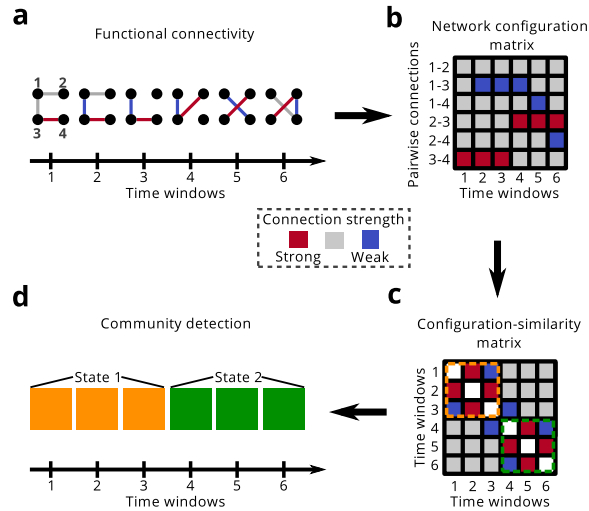 a
Functional connectivity
1 2
3 4
1 2 3 4 5 6
Time windows
b
Network configuration
matrix
Pairwise connections
1-2
1-3
1-4
2-3
2-4
3-4
1 2 3 4 5 6
Time windows
Connection strength
Strong Weak
c
Configuration-similarity
matrix
Time windows
1
2
3
4
5
6
1 2 3 4 5 6
Time windows
d
Community detection
State 1 State 2
1 2 3 4 5 6
Time windows